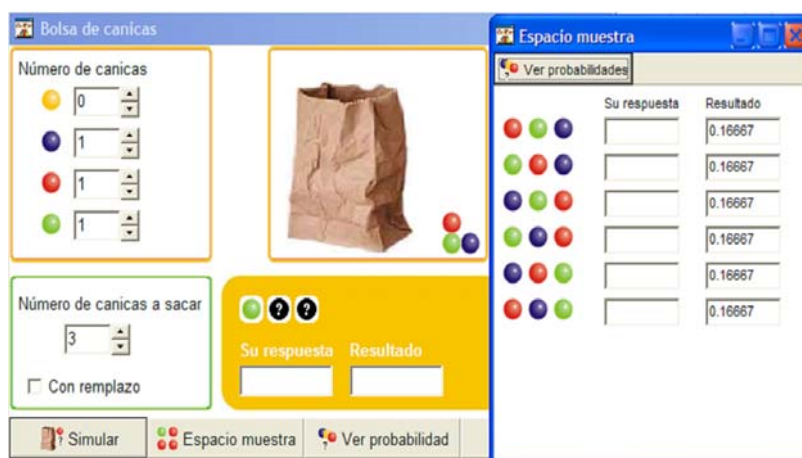 Bolsa de canicas
Número de canicas
0
1
1
1
Número de canicas a sacar
3
Con remplazo
? ?
Su respuesta Resultado
Simular Espacio muestra Ver probabilidad
Espacio muestra
Ver probabilidades
Su respuesta Resultado
0.16667
0.16667
0.16667
0.16667
0.16667
0.16667